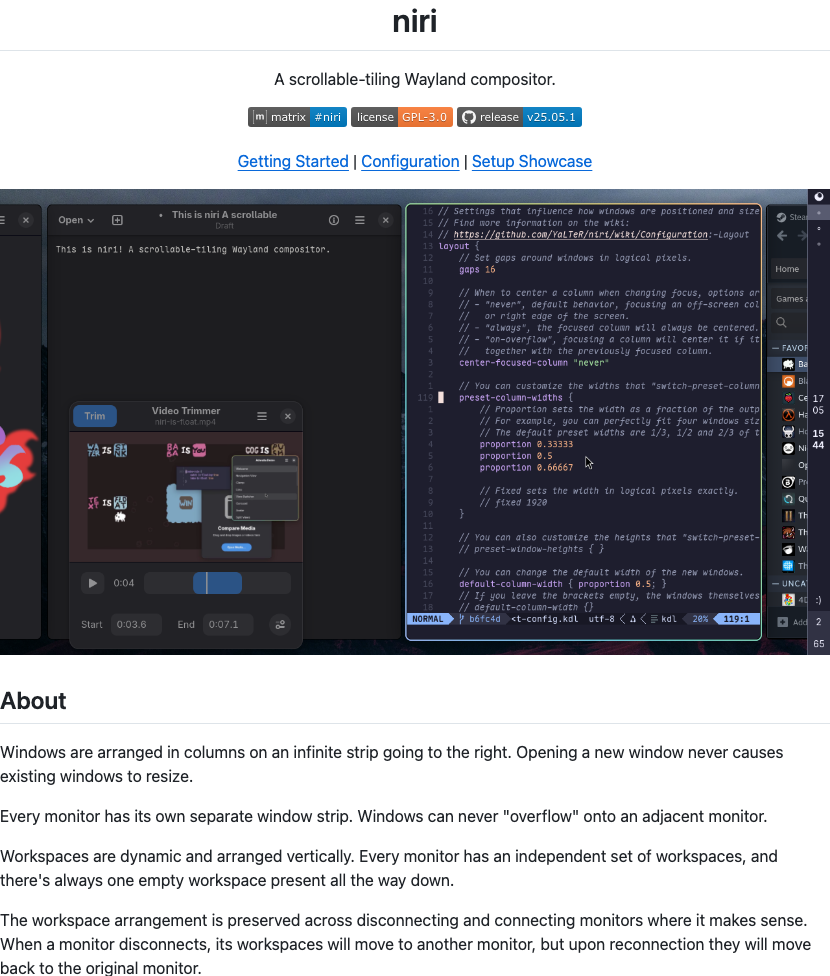 niri
A scrollable-tiling Wayland compositor.
matrix #niri license GPL-3.0 release v25.05.1
Getting Started | Configuration | Setup Showcase
Open
This is niri A scrollable
Draft
This is niri! A scrollable-tiling Wayland compositor.
Trim
Video Trimmer
niri-is-float.mp4
IS
IS
IS
Compare Media
0:04
Start 0:03.6 End 0:07.1
16 // Settings that influence how windows are positioned and size
15 // Find more information on the wiki:
14 // https://github.com/YaLTeR/niri/wiki/Configuration:-Layout
13 layout {
12 // Set gaps around windows in logical pixels.
11 gaps 16
10
9 // When to center a column when changing focus, options ar
8 // - "never", default behavior, focusing an off-screen col
7 // or right edge of the screen.
6 // - "always", the focused column will always be centered.
5 // - "on-overflow", focusing a column will center it if it
4 // together with the previously focused column.
3 center-focused-column "never"
2
1 // You can customize the widths that "switch-preset-column
119 preset-column-widths {
1 // Proportion sets the width as a fraction of the outp
2 // For example, you can perfectly fit four windows siz
3 // The default preset widths are 1/3, 1/2 and 2/3 of t
4 proportion 0.33333
5 proportion 0.5
6 proportion 0.66667
7
8 // Fixed sets the width in logical pixels exactly.
9 // fixed 1920
10 }
11
12 // You can also customize the heights that "switch-preset-
13 // preset-window-heights { }
14
15 // You can change the default width of the new windows.
16 default-column-width { proportion 0.5; }
17 // If you leave the brackets empty, the windows themselves
18 // default-column-width {}
NORMAL b6fc4d <t-config.kdl utf-8 < Δ < kdl 20% 119:1
Stea
Home
Games a
— FAVOR
Ba
Bl
Ce
Ha
Ho
Ni
Op
Pr
Qu
Th
Th
Wa
Th
— UNCAT
4D
Add
17
05
15
44
:)
2
65
About
Windows are arranged in columns on an infinite strip going to the right. Opening a new window never causes
existing windows to resize.
Every monitor has its own separate window strip. Windows can never "overflow" onto an adjacent monitor.
Workspaces are dynamic and arranged vertically. Every monitor has an independent set of workspaces, and
there's always one empty workspace present all the way down.
The workspace arrangement is preserved across disconnecting and connecting monitors where it makes sense.
When a monitor disconnects, its workspaces will move to another monitor, but upon reconnection they will move
back to the original monitor.